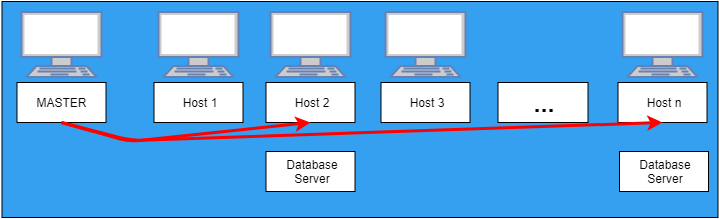 MASTER
Host 1
Host 2
Host 3
...
Host n
Database
Server
Database
Server